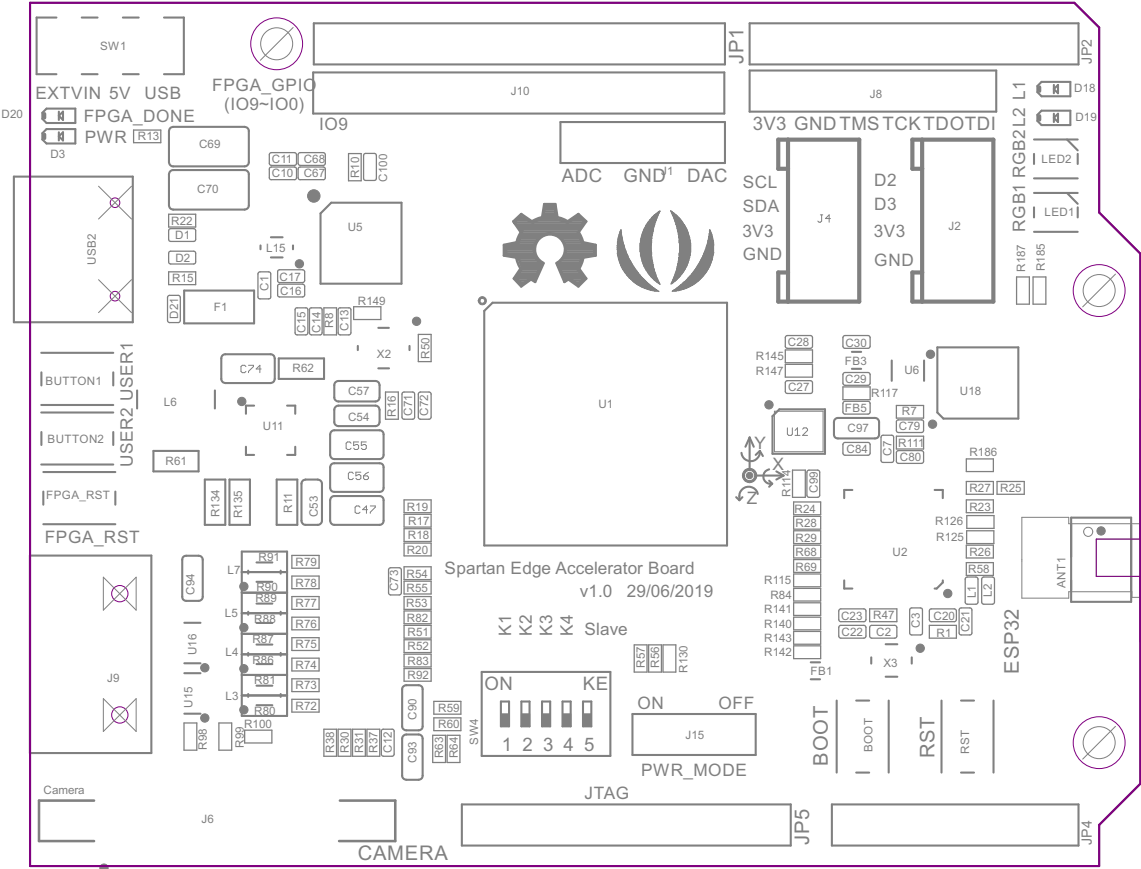 SW1
JP1
JP2
EXTVIN 5V USB
FPGA_GPIO
(IO9~IO0)
J10
J8
L1
D18
D20
FPGA_DONE
IO9
3V3 GND TMS TCK TDO TDI
L2
D19
D3
PWR
R13
C69
C11
C68
C10
C67
R10
C100
ADC GND J1 DAC
RGB2
LED2
C70
SCL
SDA
3V3
GND
J4
D2
D3
3V3
GND
J2
RGB1
LED1
USB2
R22
D1
D2
R15
D21
F1
L15
C1
C17
C16
U5
R187
R185
C15
C14
R8
C13
R149
X2
R50
BUTTON1
USER1
L6
C74
R62
C57
C54
C55
C56
C47
R16
C71
C72
U1
C28
R145
R147
C27
C30
FB3
C29
R117
FB5
U6
U18
BUTTON2
USER2
U11
U12
C97
C84
C7
R7
C79
R111
C80
R61
Y
X
Z
R114
C99
R186
FPGA_RST
FPGA_RST
R134
R135
R11
C53
R19
R17
R18
R20
R24
R28
R29
R68
R69
R115
R84
R141
R140
R143
R142
FB1
U2
R27
R25
R23
R126
R125
R26
R58
L1
L2
ANT1
C94
L7
R91
R90
R89
L5
R88
R87
L4
R86
R81
L3
R80
R79
R78
R77
R76
R75
R74
R73
R72
C73
R54
R55
R53
R82
R51
R52
R83
R92
Spartan Edge Accelerator Board
v1.0 29/06/2019
C23
R47
C22
C2
C3
C20
R1
C21
X3
ESP32
K1
K2
K3
K4
Slave
R57
R56
R130
J9
U16
U15
R98
R99
R100
R38
R30
R31
R37
C12
C90
C93
R59
R60
R63
R64
SW4
ON KE
1 2 3 4 5
ON OFF
J15
PWR_MODE
BOOT
BOOT
RST
RST
Camera
J6
CAMERA
JTAG
JP5
JP4